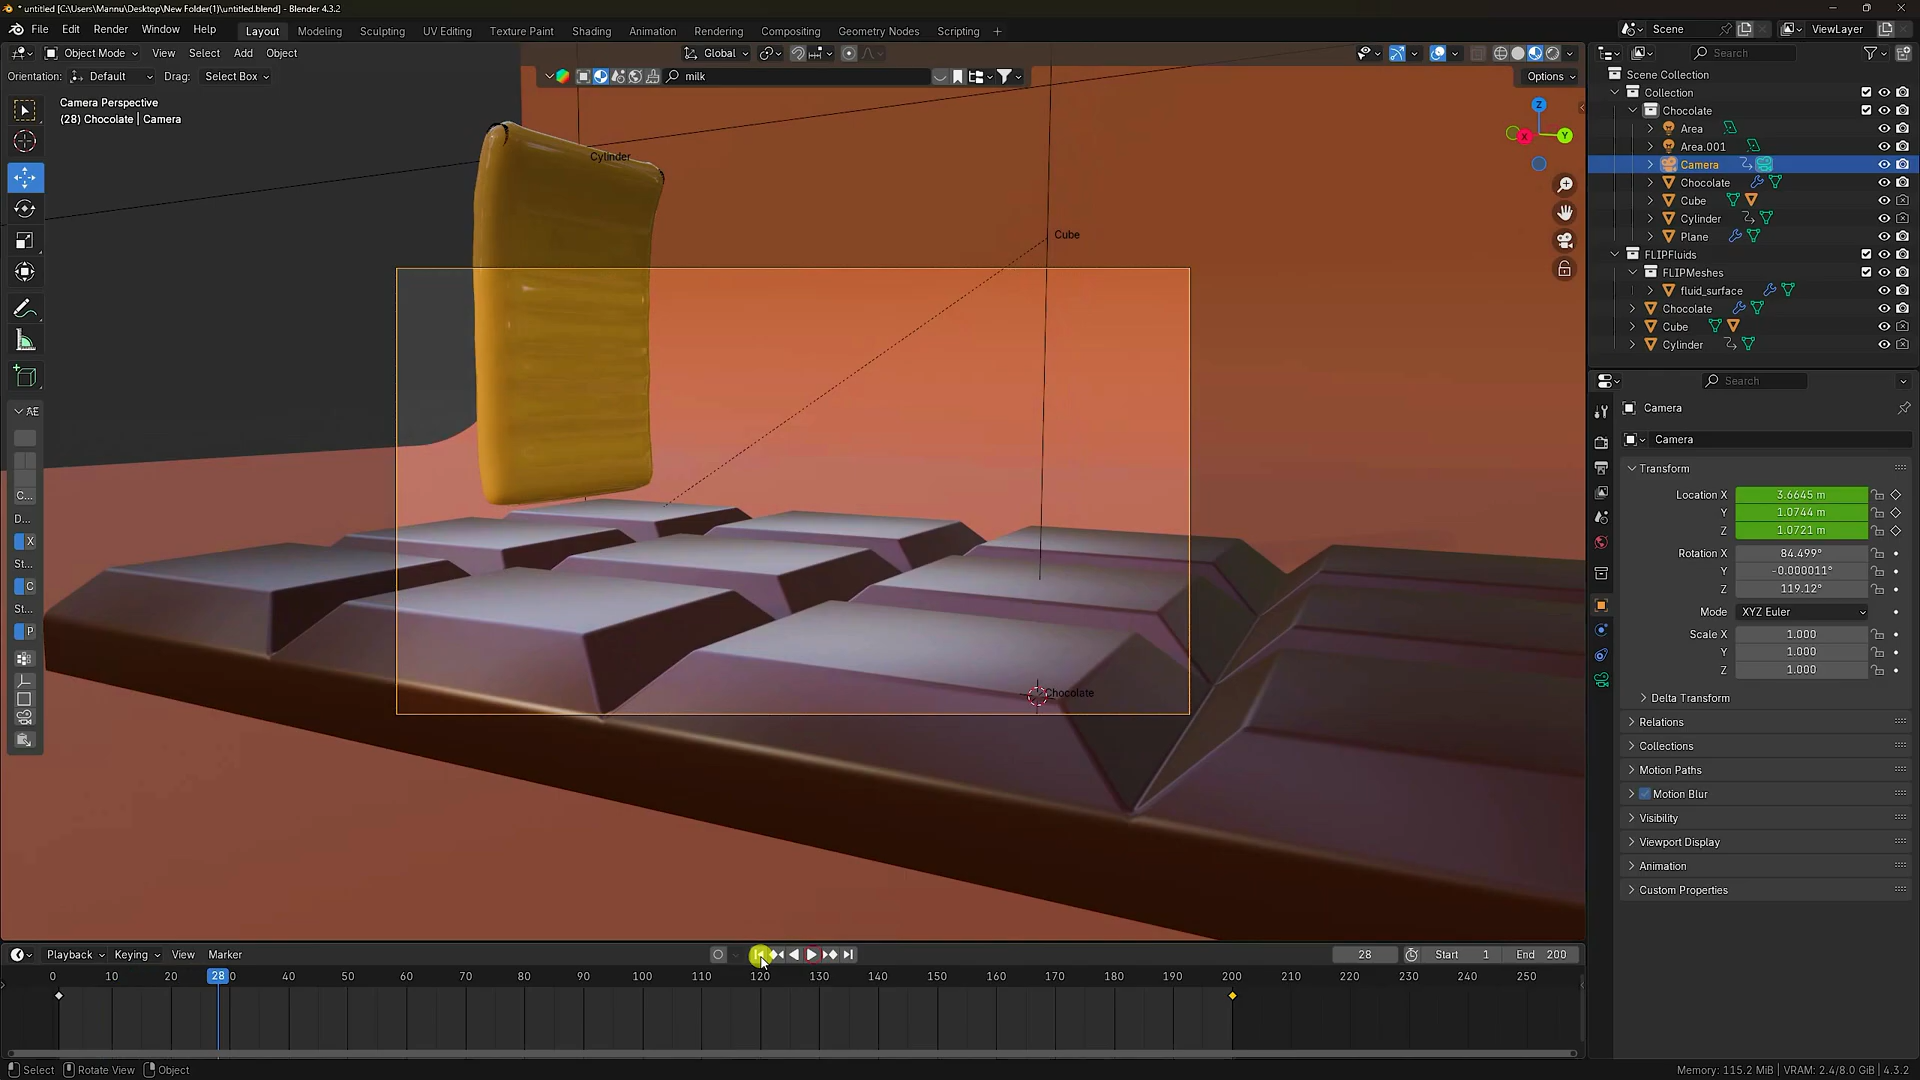 * untitled [C:\Users\Mannu\Desktop\New Folder(1)\untitled.blend] - Blender 4.3.2
File Edit Render Window Help Layout Modeling Sculpting UV Editing Texture Paint Shading Animation Rendering Compositing Geometry Nodes Scripting + Scene ViewLayer
Object Mode View Select Add Object Global Search
Orientation: Default Drag: Select Box milk Options
Camera Perspective
(28) Chocolate | Camera
Scene Collection
Collection
Chocolate
Area
Area.001
Camera
Chocolate
Cube
Cylinder
Plane
FLIPFluids
FLIPMeshes
fluid_surface
Chocolate
Cube
Cylinder
Z
X
Y
Cylinder
Cube
Chocolate
AE
C...
D...
X
St...
C
St...
P
Search
Camera
Camera
Transform
Location X 3.6645 m
Y 1.0744 m
Z 1.0721 m
Rotation X 84.499°
Y -0.000011°
Z 119.12°
Mode XYZ Euler
Scale X 1.000
Y 1.000
Z 1.000
Delta Transform
Relations
Collections
Motion Paths
Motion Blur
Visibility
Viewport Display
Animation
Custom Properties
Playback Keying View Marker 28 Start 1 End 200
0 10 28 0 40 50 60 70 80 90 100 110 120 130 140 150 160 170 180 190 200 210 220 230 240 250
Select Rotate View Object Memory: 115.2 MiB | VRAM: 2.4/8.0 GiB | 4.3.2